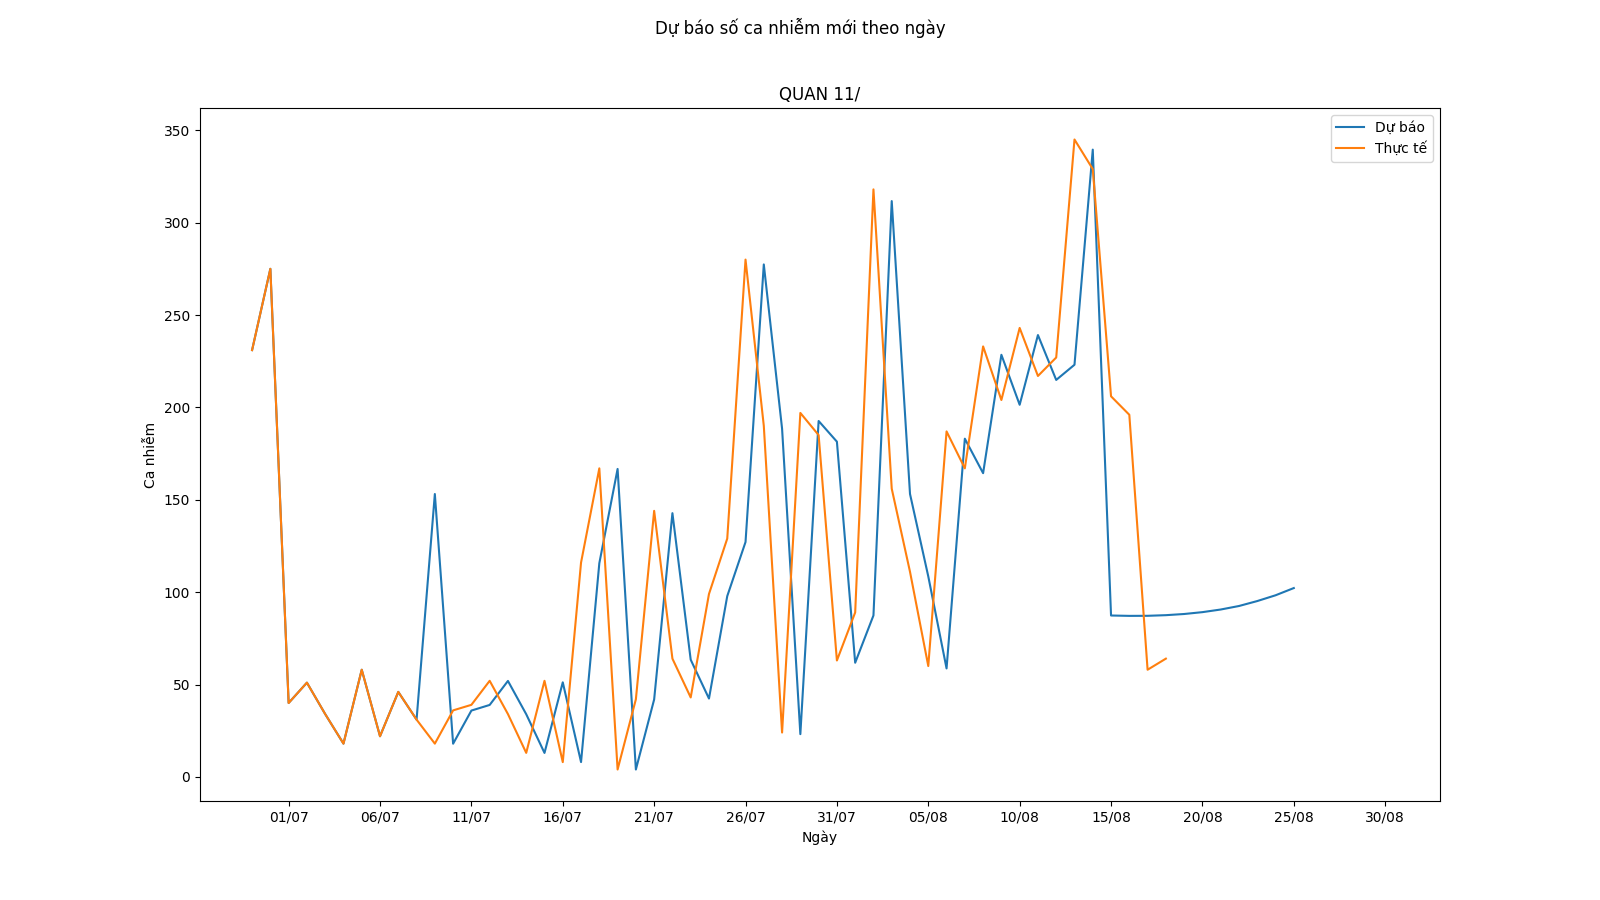 Dự báo số ca nhiễm mới theo ngày
QUAN 11/
Dự báo
Thực tế
350
300
250
200
150
100
50
0
Ca nhiễm
01/07 06/07 11/07 16/07 21/07 26/07 31/07 05/08 10/08 15/08 20/08 25/08 30/08
Ngày